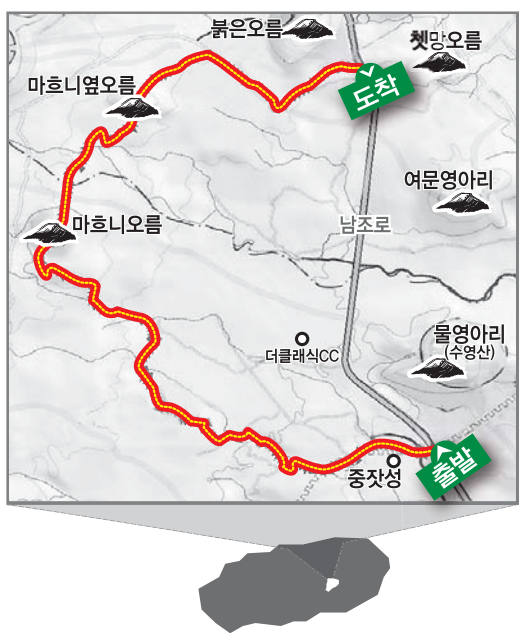 붉은오름
쳇망오름
마흐니옆오름
도착
여문영아리
마흐니오름
남조로
물영아리
(수영산)
더클래식CC
중잣성
출발